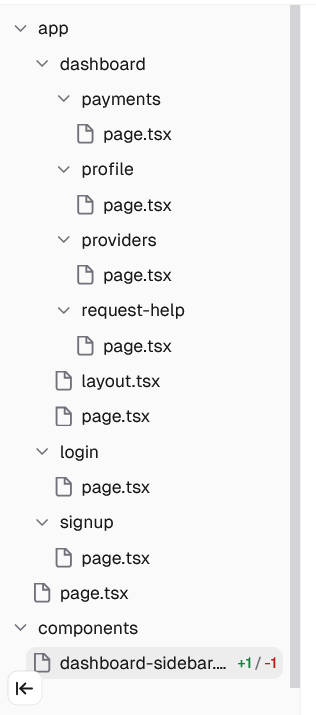 app
dashboard
payments
page.tsx
profile
page.tsx
providers
page.tsx
request-help
page.tsx
layout.tsx
page.tsx
login
page.tsx
signup
page.tsx
page.tsx
components
dashboard-sidebar.... +1 / -1